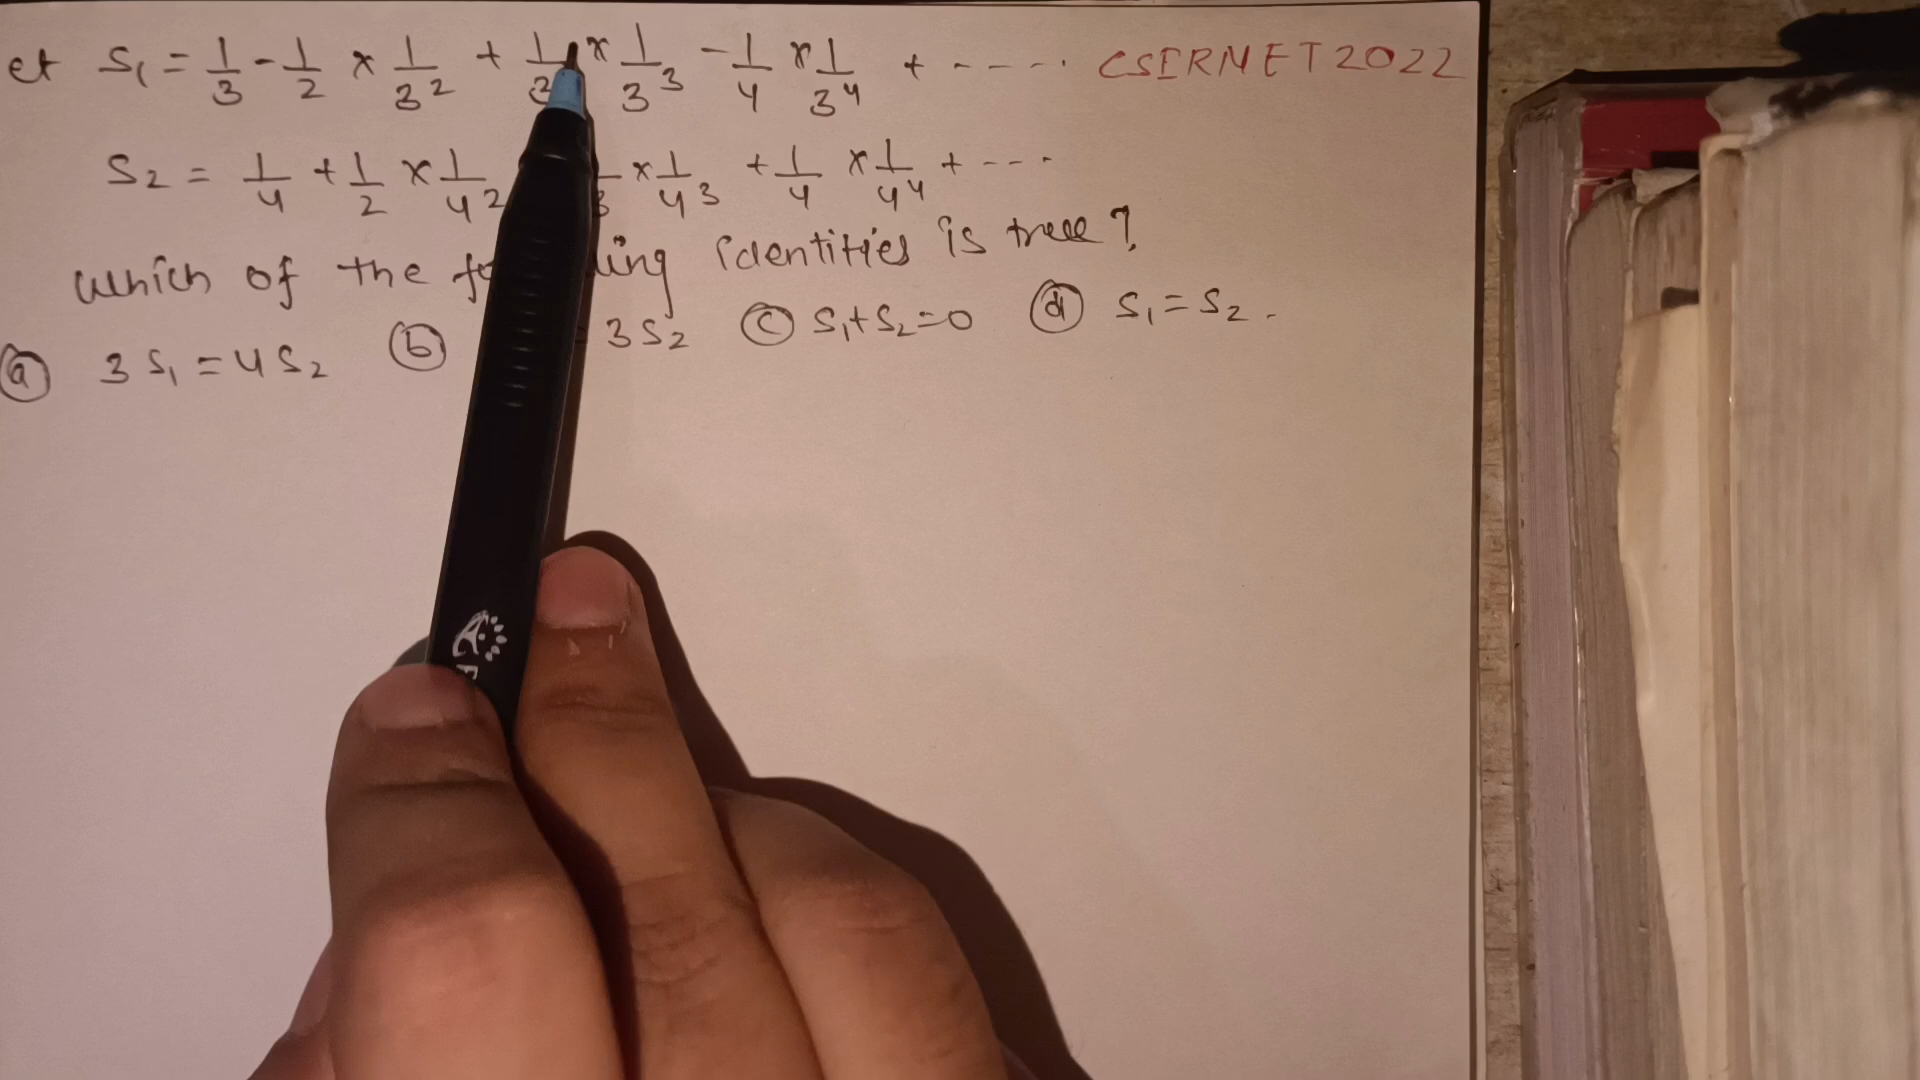 et S₁ = 1/3 - 1/2 × 1/3² + 1/3 × 1/3³ - 1/4 × 1/3⁴ + ----. CSIRNET2022
S₂ = 1/4 + 1/2 × 1/4² 1/3 × 1/4³ + 1/4 × 1/4⁴ + ---.
which of the identities is true?
ⓐ 3S₁ = 4S₂ ⓑ 3S₂ ⓒ S₁+S₂=0 ⓓ S₁=S₂.